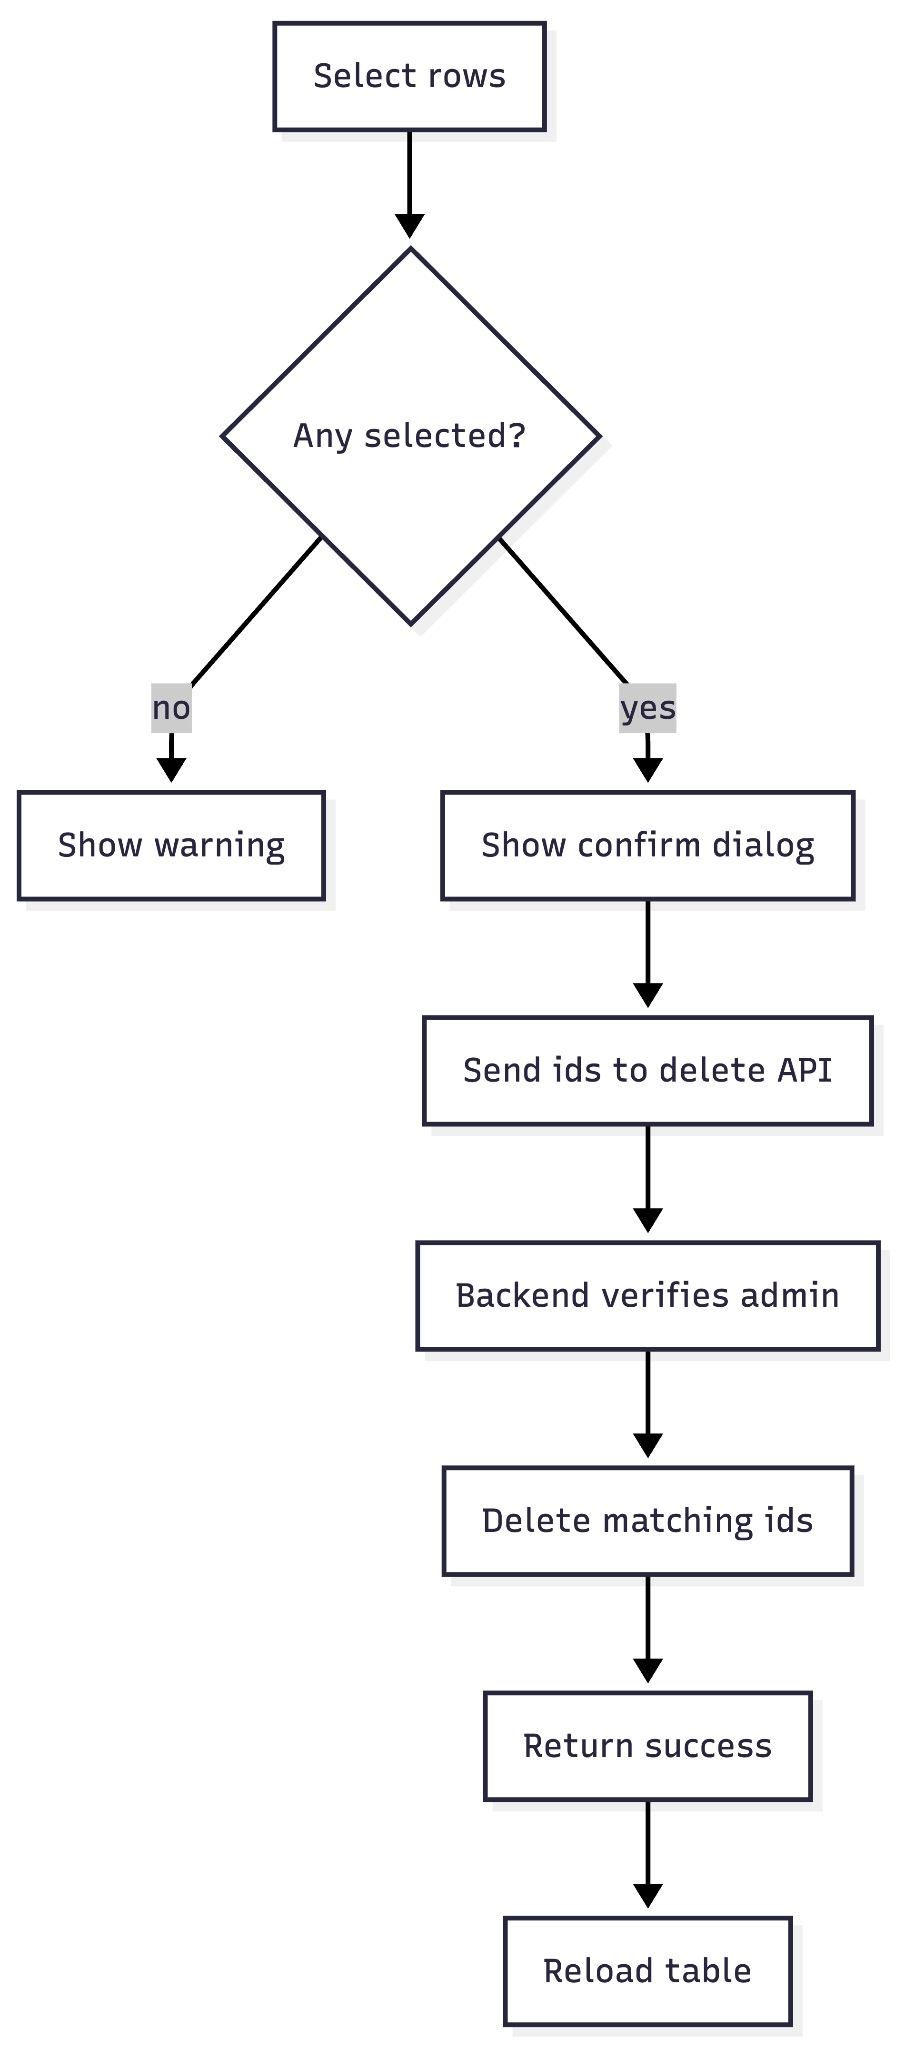 Select rows
Any selected?
no
yes
Show warning
Show confirm dialog
Send ids to delete API
Backend verifies admin
Delete matching ids
Return success
Reload table